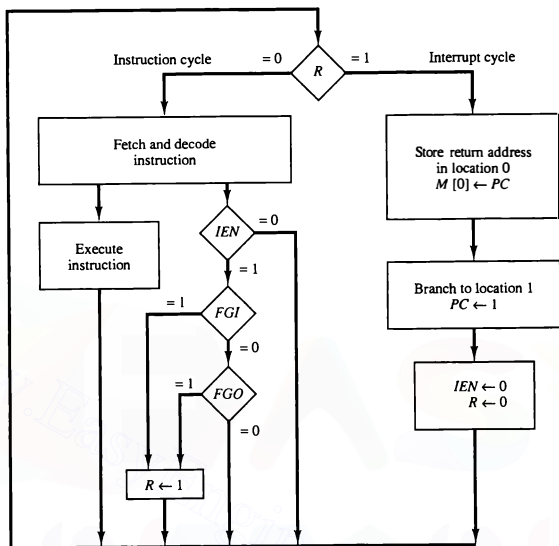 R
Instruction cycle
= 0
= 1
Interrupt cycle
Fetch and decode
instruction
Store return address
in location 0
M [0] ← PC
Execute
instruction
IEN
= 0
= 1
Branch to location 1
PC ← 1
FGI
= 1
= 0
IEN ← 0
R ← 0
FGO
= 1
= 0
R ← 1